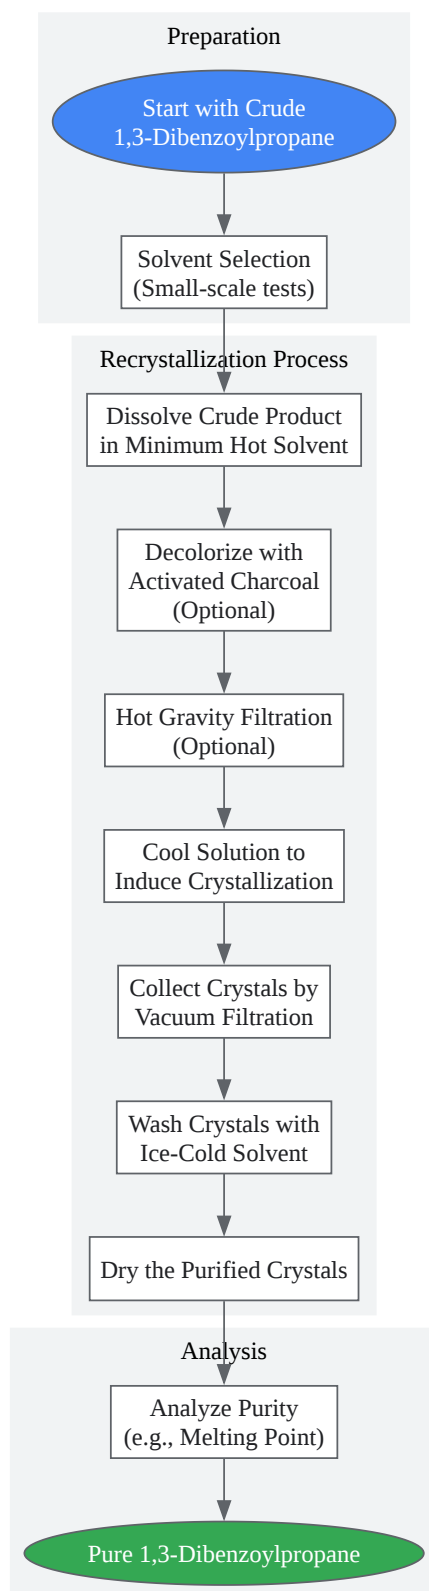 Preparation
Start with Crude
1,3-Dibenzoylpropane
Solvent Selection
(Small-scale tests)
Recrystallization Process
Dissolve Crude Product
in Minimum Hot Solvent
Decolorize with
Activated Charcoal
(Optional)
Hot Gravity Filtration
(Optional)
Cool Solution to
Induce Crystallization
Collect Crystals by
Vacuum Filtration
Wash Crystals with
Ice-Cold Solvent
Dry the Purified Crystals
Analysis
Analyze Purity
(e.g., Melting Point)
Pure 1,3-Dibenzoylpropane